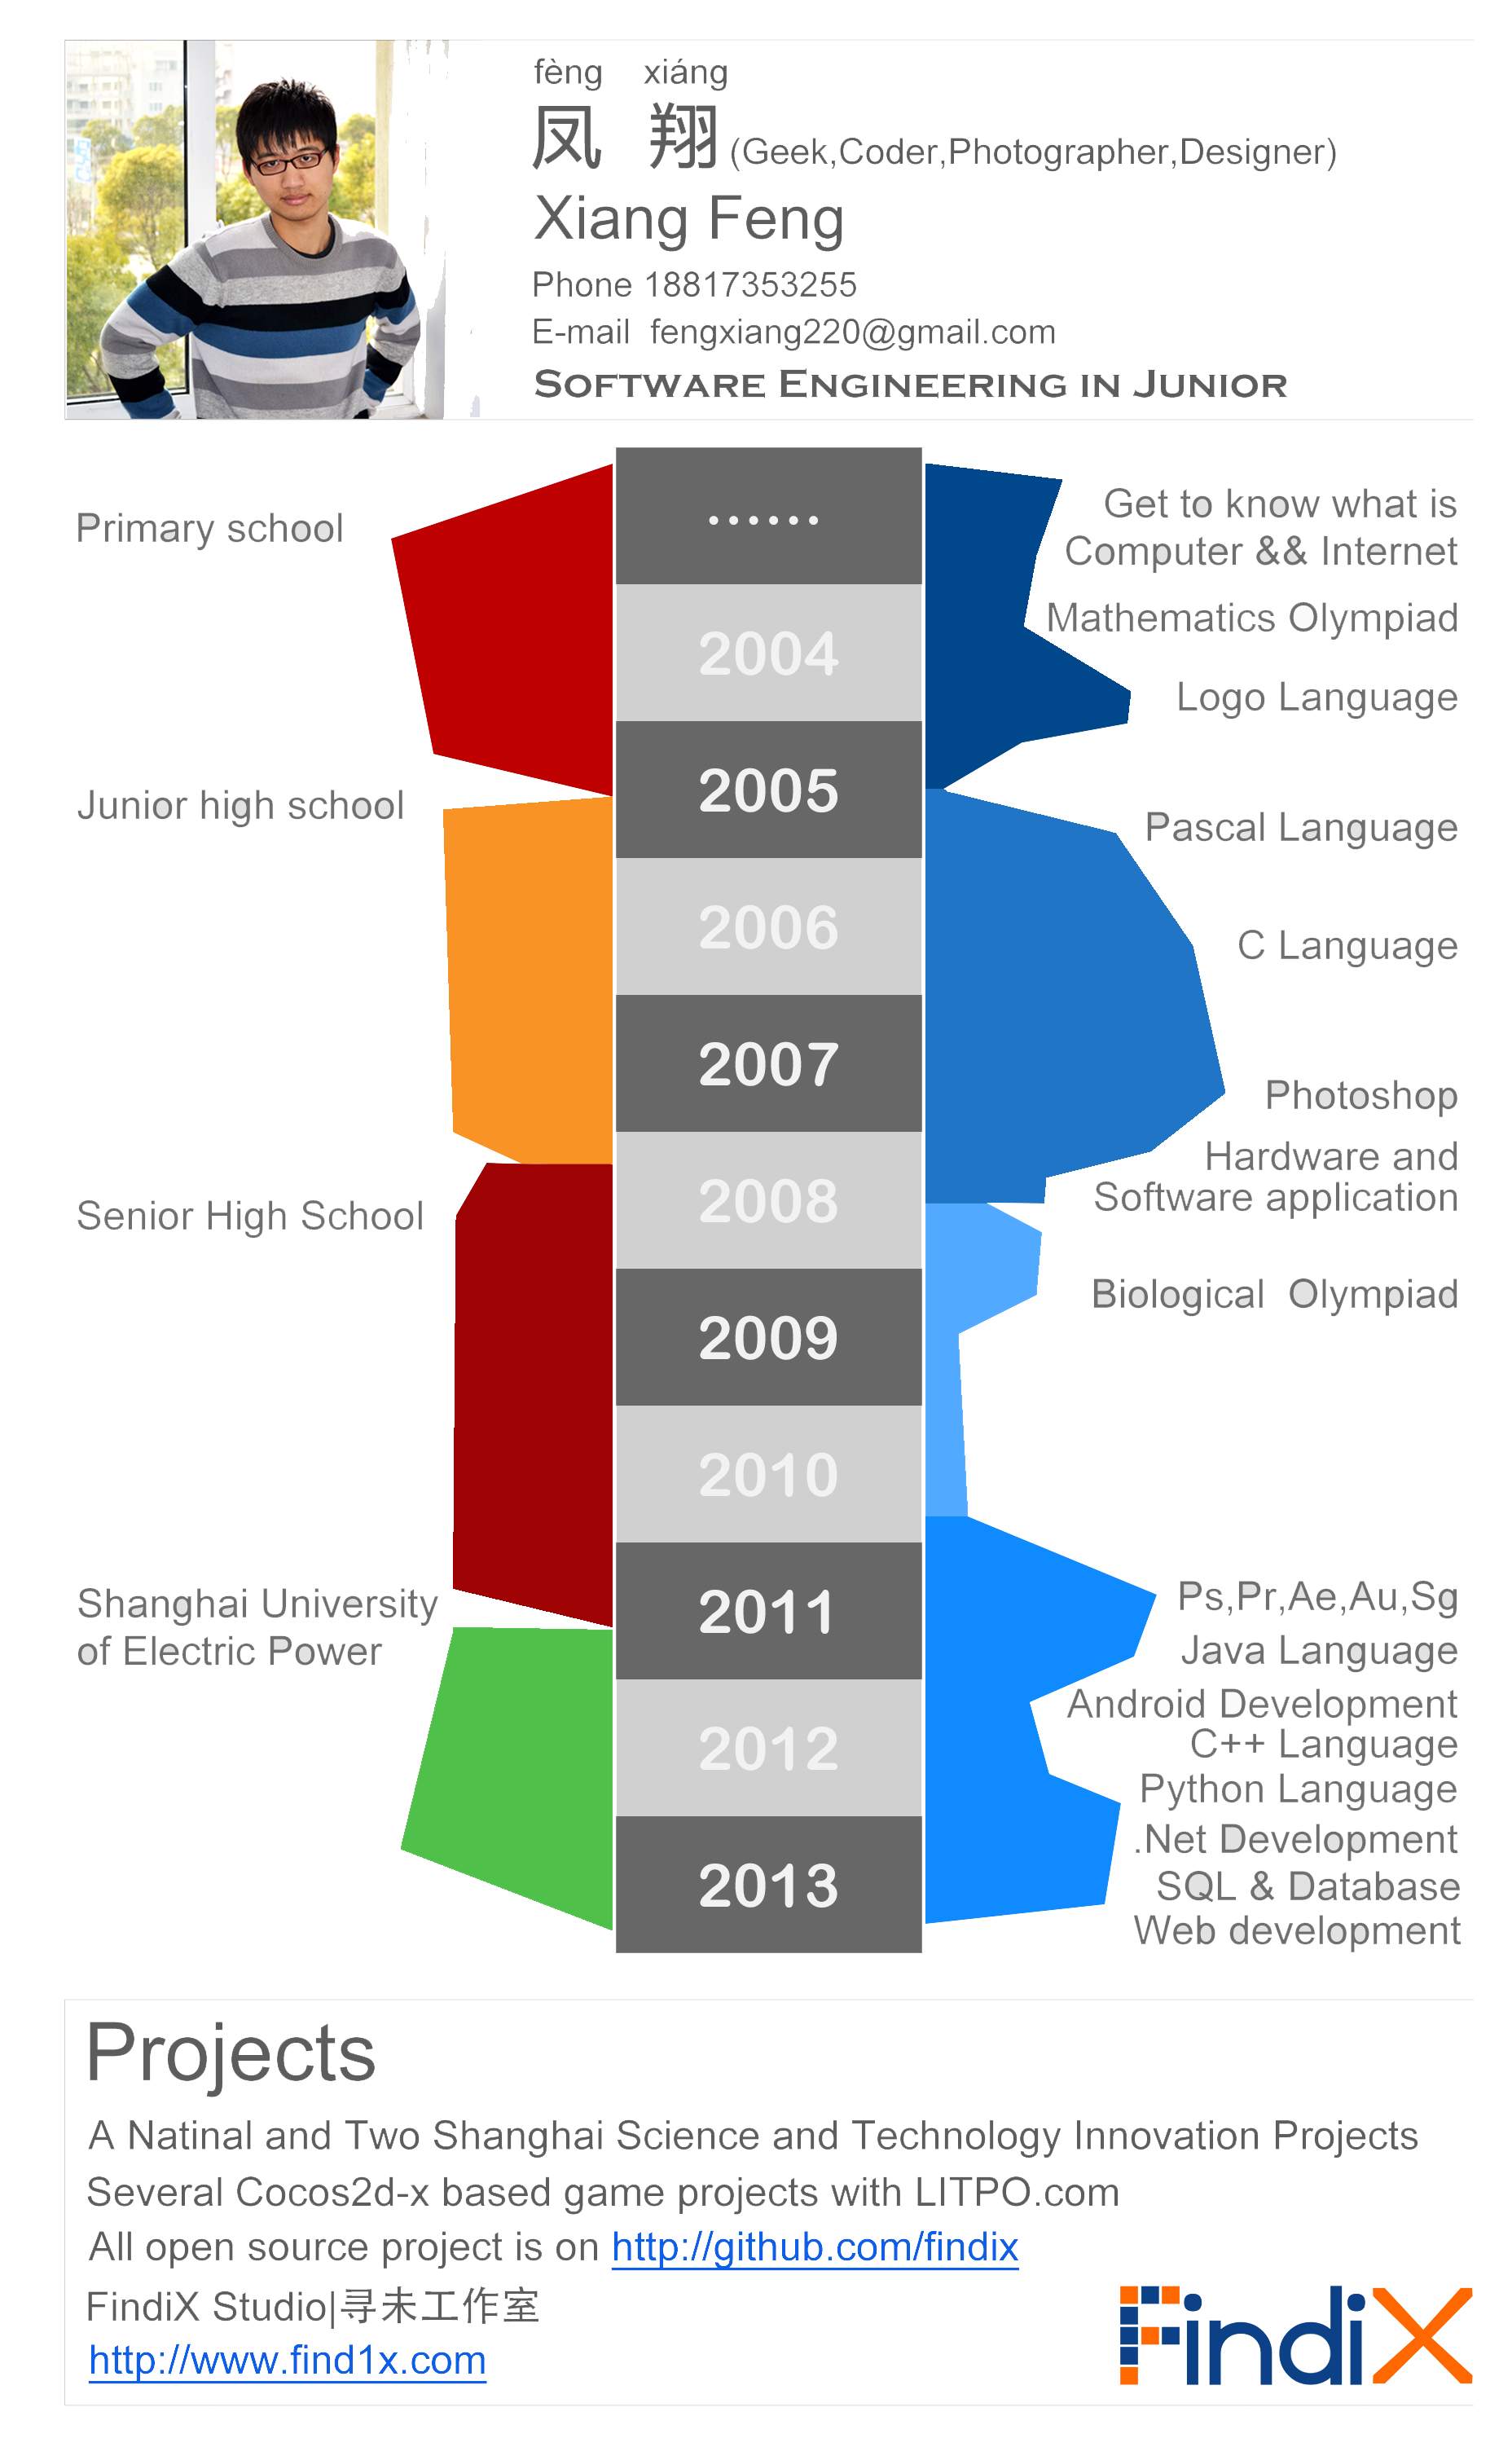 fèng xiáng
凤 翔 (Geek,Coder,Photographer,Designer)
Xiang Feng
Phone 18817353255
E-mail fengxiang220@gmail.com
SOFTWARE ENGINEERING IN JUNIOR
......
Primary school
Get to know what is
Computer && Internet
Mathematics Olympiad
2004
Logo Language
2005
Junior high school
Pascal Language
2006
C Language
2007
Photoshop
Hardware and
Software application
2008
Senior High School
Biological Olympiad
2009
2010
Ps,Pr,Ae,Au,Sg
Shanghai University
of Electric Power
2011
Java Language
Android Development
C++ Language
2012
Python Language
.Net Development
SQL & Database
2013
Web development
Projects
A Natinal and Two Shanghai Science and Technology Innovation Projects
Several Cocos2d-x based game projects with LITPO.com
All open source project is on http://github.com/findix
FindiX Studio|寻未工作室
http://www.find1x.com
FindiX